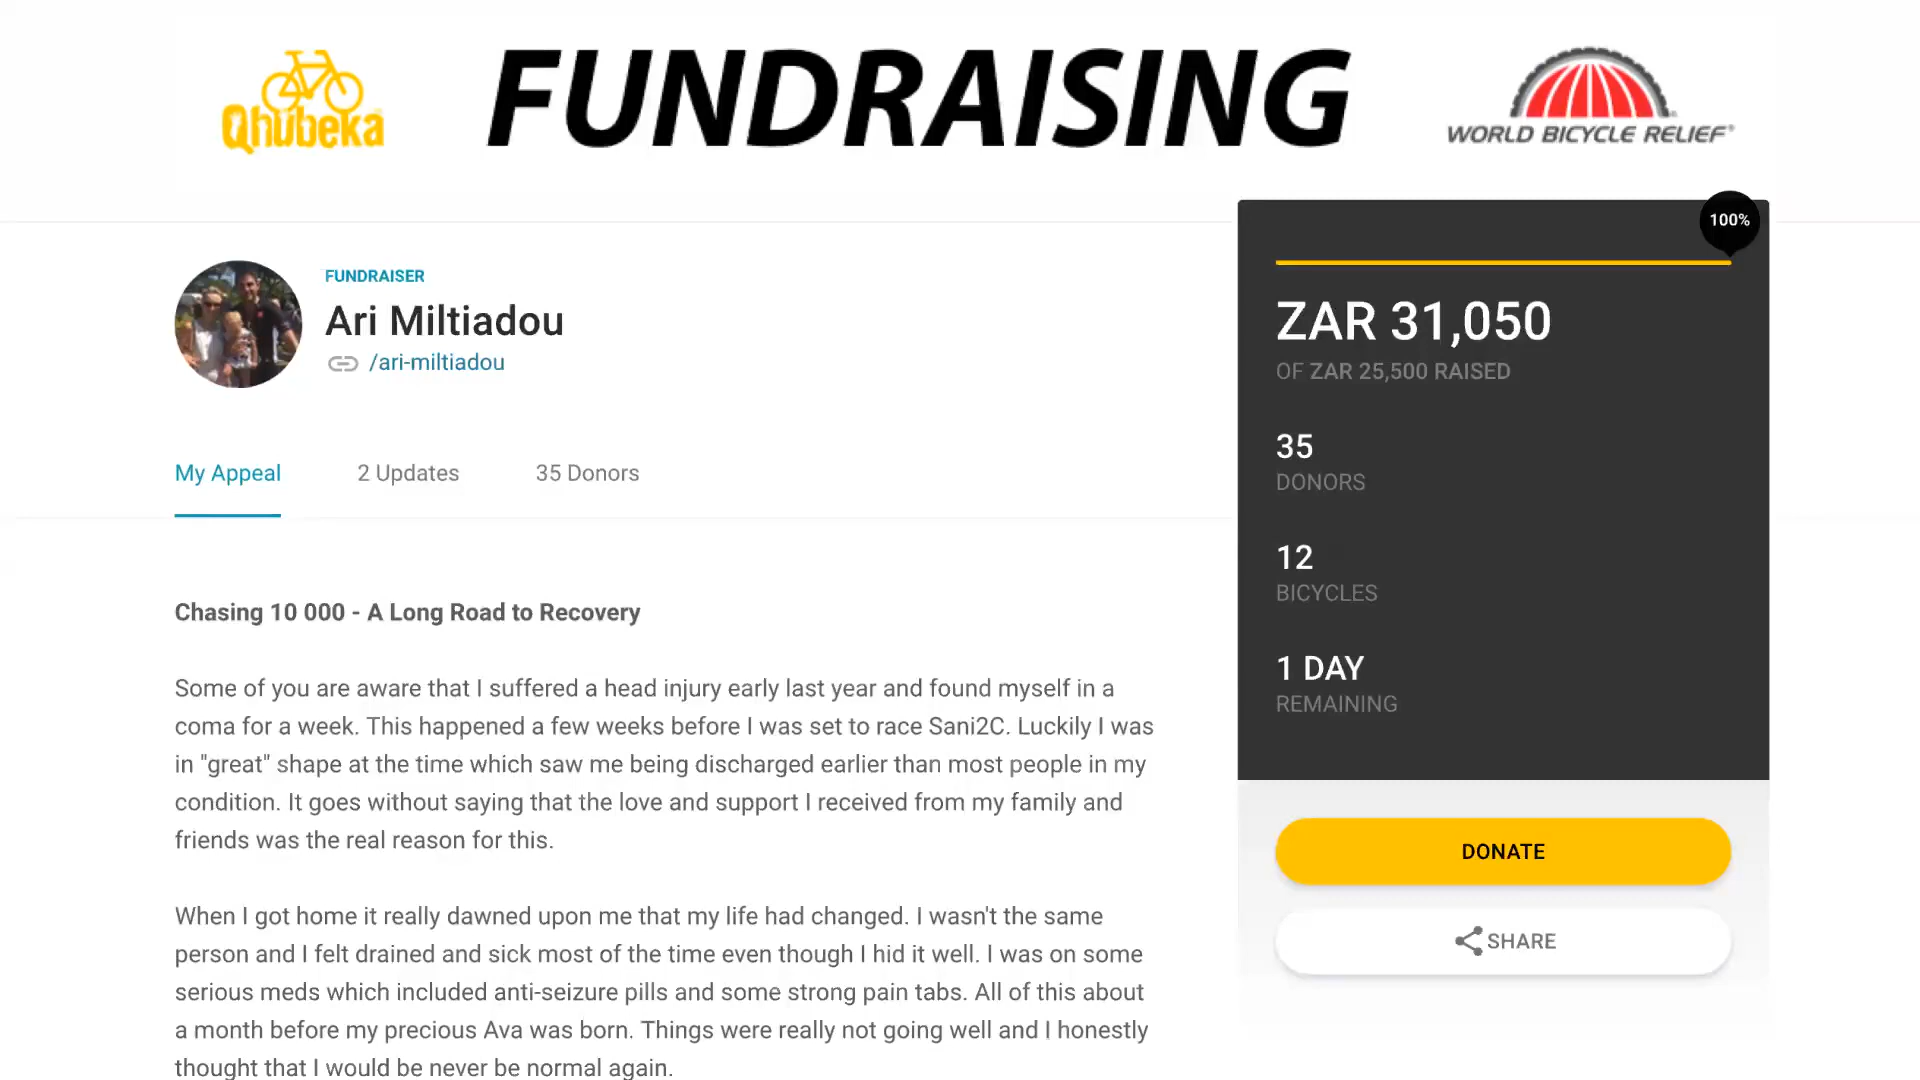 Qhubeka
FUNDRAISING
WORLD BICYCLE RELIEF®
FUNDRAISER
Ari Miltiadou
/ari-miltiadou
My Appeal
2 Updates
35 Donors
100%
ZAR 31,050
OF ZAR 25,500 RAISED
35
DONORS
12
BICYCLES
1 DAY
REMAINING
DONATE
SHARE
Chasing 10 000 - A Long Road to Recovery
Some of you are aware that I suffered a head injury early last year and found myself in a
coma for a week. This happened a few weeks before I was set to race Sani2C. Luckily I was
in "great" shape at the time which saw me being discharged earlier than most people in my
condition. It goes without saying that the love and support I received from my family and
friends was the real reason for this.
When I got home it really dawned upon me that my life had changed. I wasn't the same
person and I felt drained and sick most of the time even though I hid it well. I was on some
serious meds which included anti-seizure pills and some strong pain tabs. All of this about
a month before my precious Ava was born. Things were really not going well and I honestly
thought that I would be never be normal again.